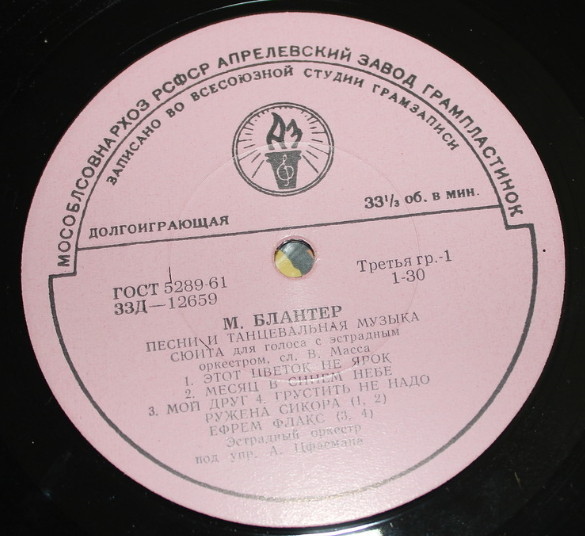 МОСОБЛСОВНАРХОЗ РСФСР АПРЕЛЕВСКИЙ ЗАВОД ГРАМПЛАСТИНОК
ЗАПИСАНО ВО ВСЕСОЮЗНОЙ СТУДИИ ГРАМЗАПИСИ
АЗ
ДОЛГОИГРАЮЩАЯ
33⅓ об. в мин.
ГОСТ 5289-61
33Д—12659
Третья гр.-1
1-30
М. БЛАНТЕР
ПЕСНИ И ТАНЦЕВАЛЬНАЯ МУЗЫКА
СЮИТА для голоса с эстрадным
оркестром, сл. В. Масса
1. ЭТОТ ЦВЕТОК НЕ ЯРОК
2. МЕСЯЦ В СИНЕМ НЕБЕ
3. МОЙ ДРУГ 4. ГРУСТИТЬ НЕ НАДО
РУЖЕНА СИКОРА (1, 2)
ЕФРЕМ ФЛАКС (3, 4)
Эстрадный оркестр
под упр. А. Цфасмана